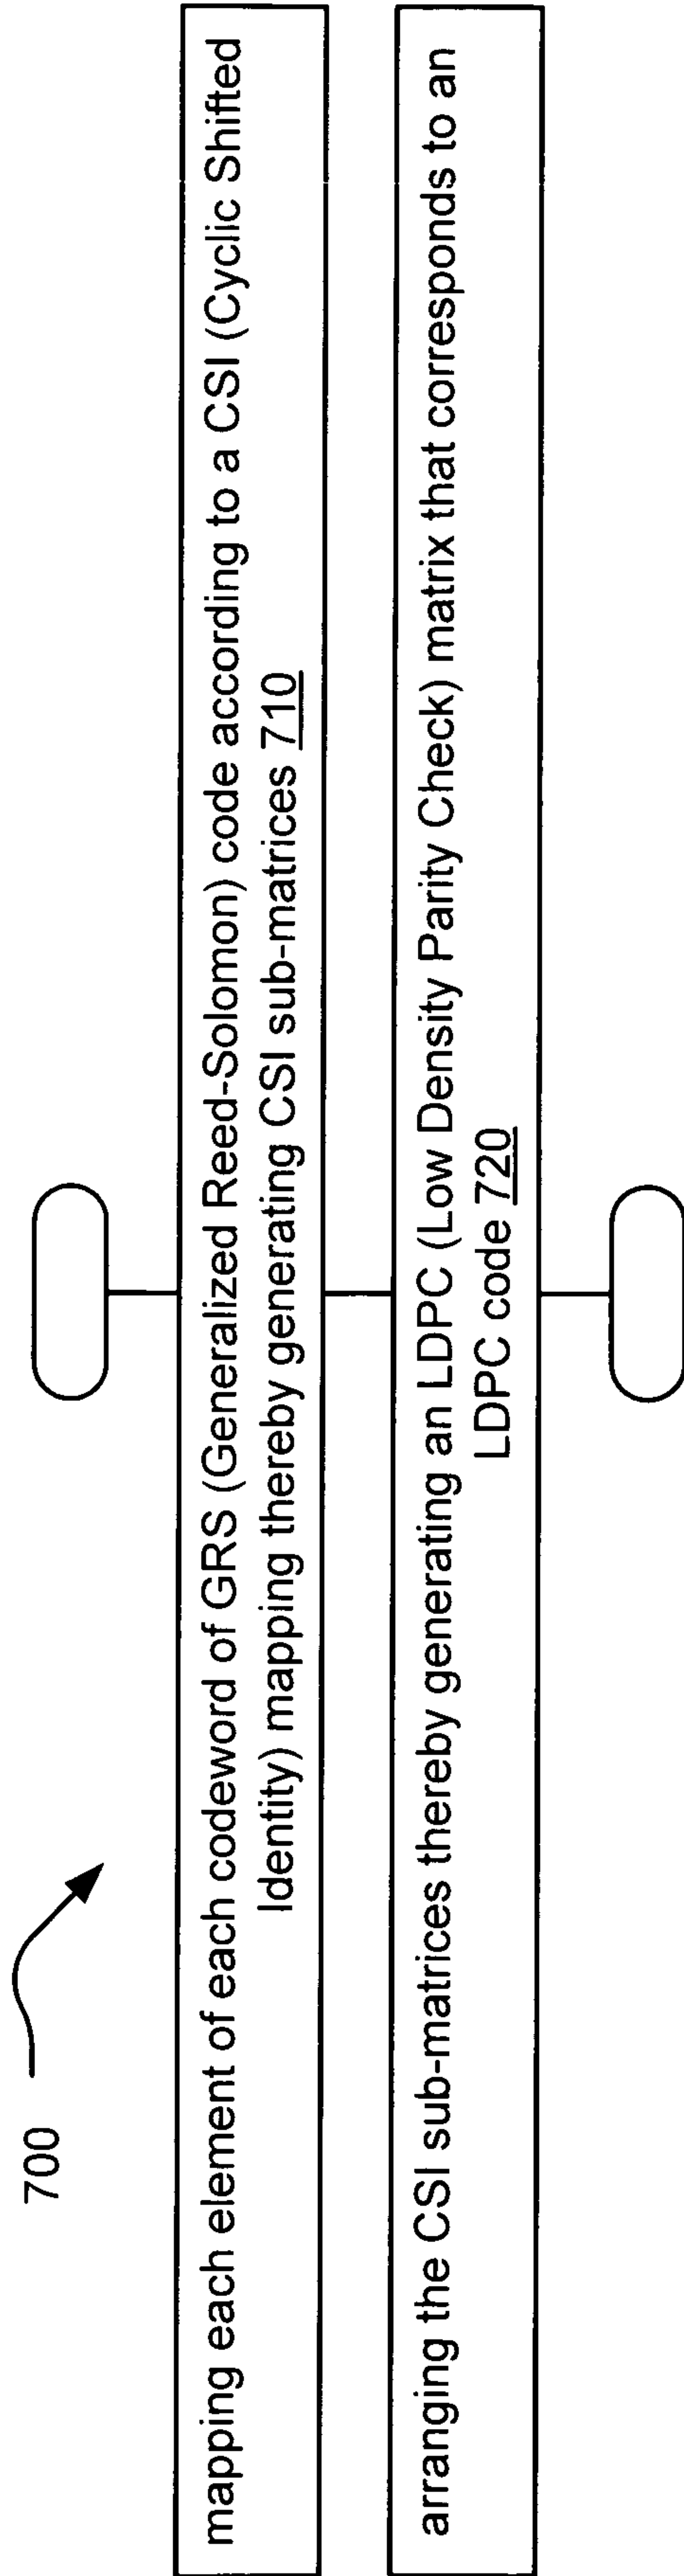 700
mapping each element of each codeword of GRS (Generalized Reed-Solomon) code according to a CSI (Cyclic Shifted
Identity) mapping thereby generating CSI sub-matrices 710
arranging the CSI sub-matrices thereby generating an LDPC (Low Density Parity Check) matrix that corresponds to an
LDPC code 720